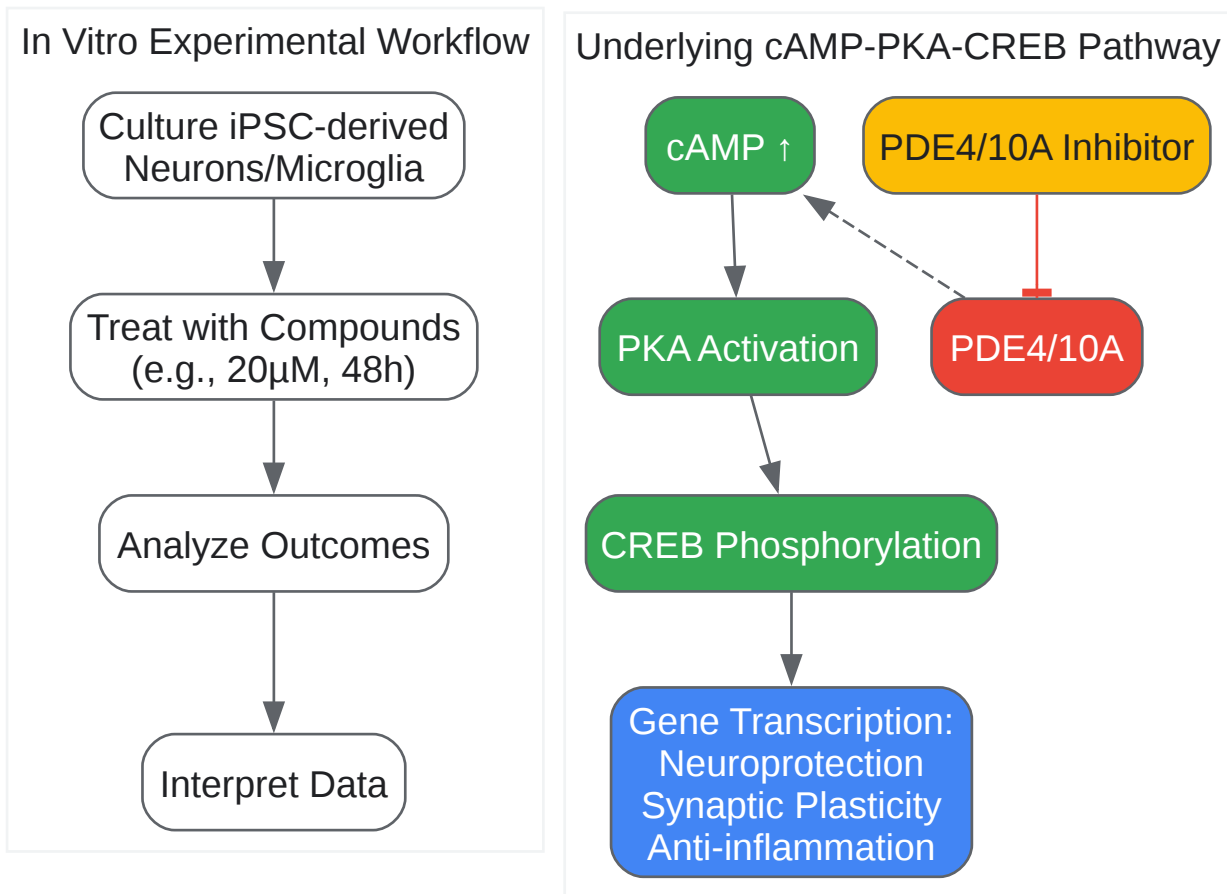 In Vitro Experimental Workflow
Culture iPSC-derived
Neurons/Microglia
Treat with Compounds
(e.g., 20µM, 48h)
Analyze Outcomes
Interpret Data
Underlying cAMP-PKA-CREB Pathway
cAMP ↑
PDE4/10A Inhibitor
PKA Activation
PDE4/10A
CREB Phosphorylation
Gene Transcription:
Neuroprotection
Synaptic Plasticity
Anti-inflammation